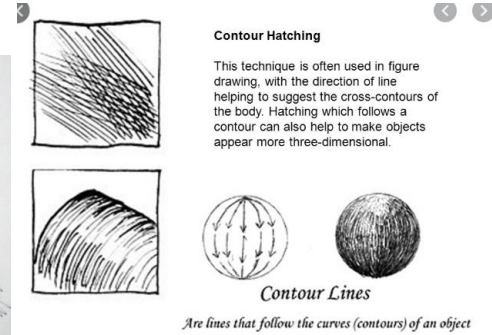 Contour Hatching
This technique is often used in figure
drawing, with the direction of line
helping to suggest the cross-contours of
the body. Hatching which follows a
contour can also help to make objects
appear more three-dimensional.
Contour Lines
Are lines that follow the curves (contours) of an object